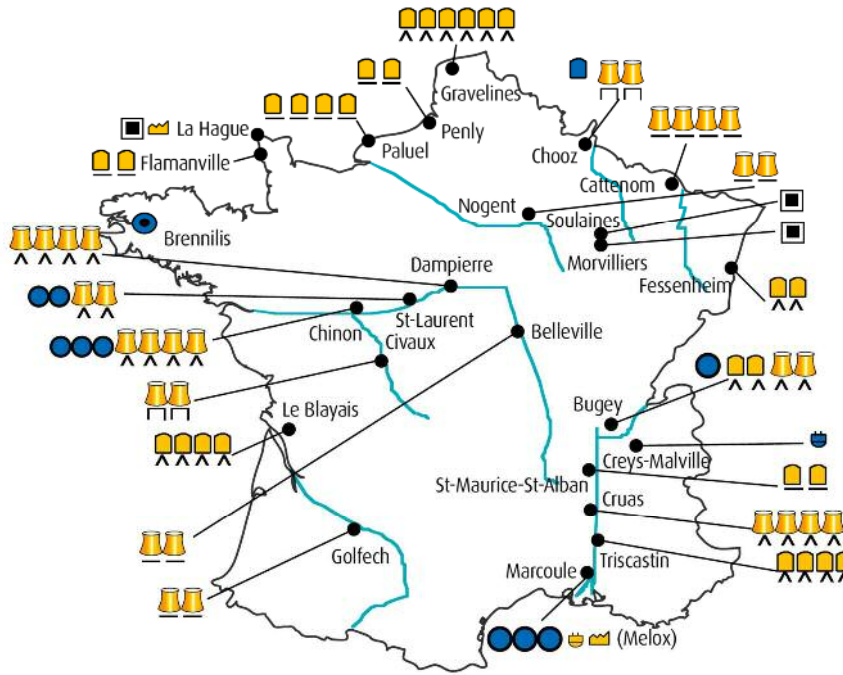 Gravelines
Penly
La Hague
Paluel
Chooz
Flamanville
Cattenom
Nogent
Soulaines
Brennilis
Morvilliers
Dampierre
Fessenheim
St-Laurent
Chinon
Belleville
Civaux
Le Blayais
Bugey
Creys-Malville
St-Maurice-St-Alban
Cruas
Golfech
Triscastin
Marcoule
(Melox)